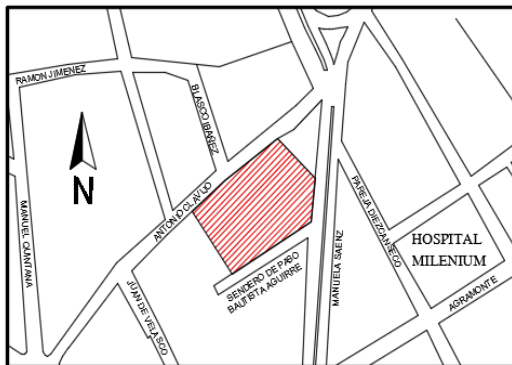 RAMON JIMENEZ
BLASCO IBAÑEZ
N
ANTONIO CLAVIJO
MANUEL QUINTANA
PAREJA DIEZCANSECO
HOSPITAL
MILENIUM
SENDERO DE PASO
BAUTISTA AGUIRRE
MANUELA SAENZ
JUAN DE VELASCO
AGRAMONTE